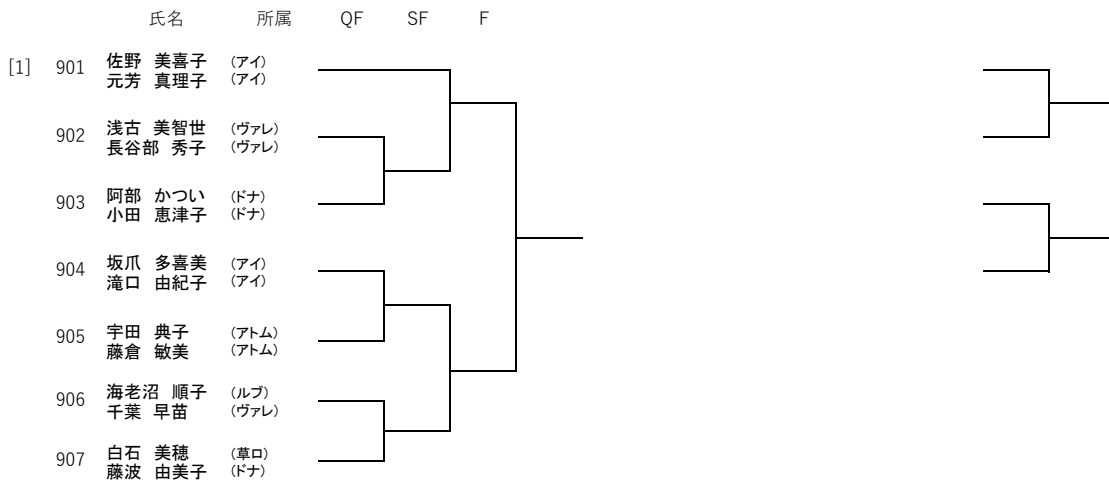 氏名 所属 QF SF F
[1] 901 佐野 美喜子 (アイ)
元芳 真理子 (アイ)
902 浅古 美智世 (ヴァレ)
長谷部 秀子 (ヴァレ)
903 阿部 かつい (ドナ)
小田 恵津子 (ドナ)
904 坂爪 多喜美 (アイ)
滝口 由紀子 (アイ)
905 宇田 典子 (アトム)
藤倉 敏美 (アトム)
906 海老沼 順子 (ルブ)
千葉 早苗 (ヴァレ)
907 白石 美穂 (草ロ)
藤波 由美子 (ドナ)